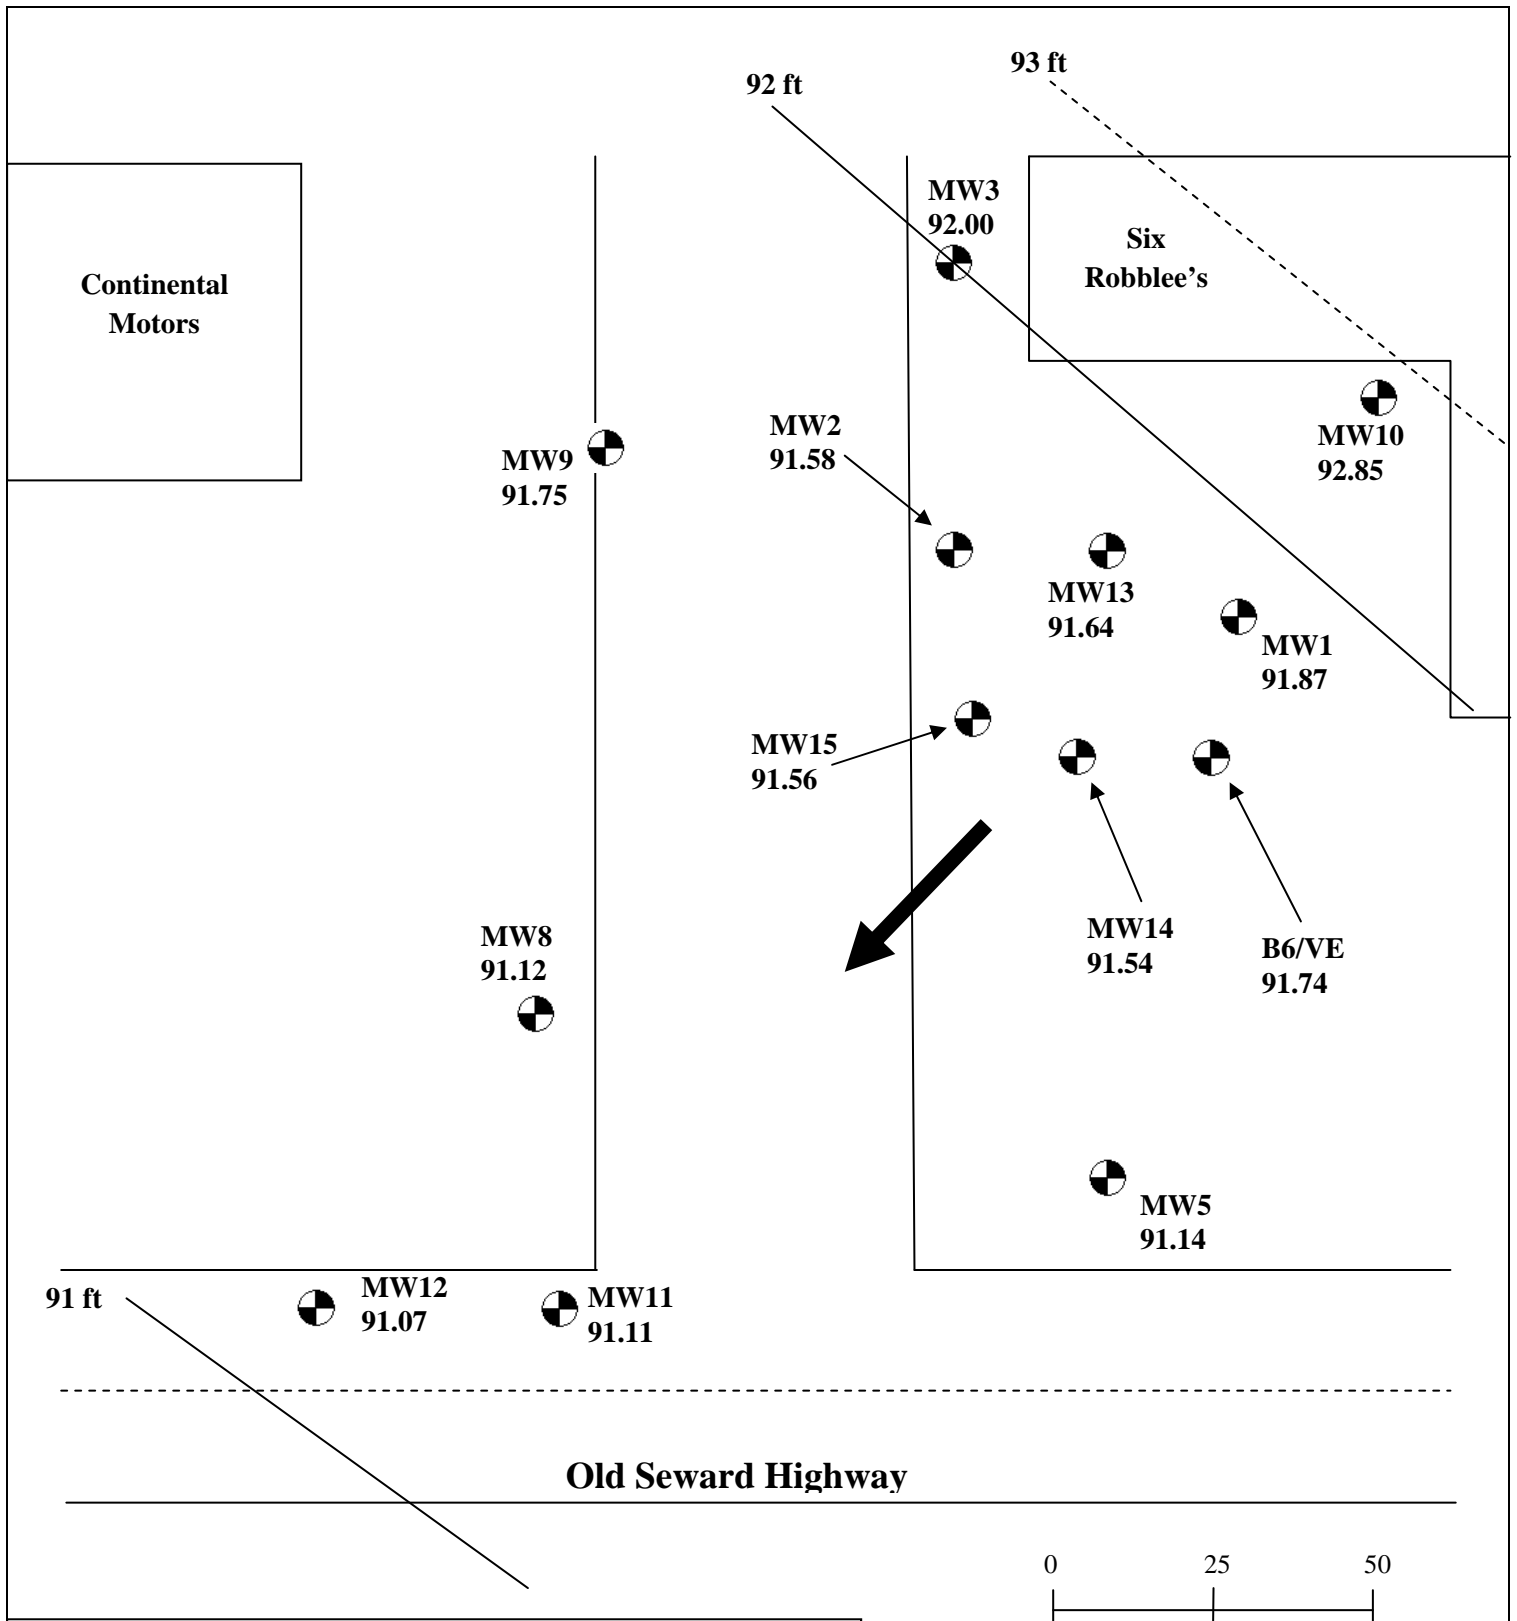 93 ft
92 ft
MW3
92.00
Six
Robblee’s
Continental
Motors
MW2
91.58
MW10
92.85
MW9
91.75
MW13
91.64
MW1
91.87
MW15
91.56
MW14
91.54
B6/VE
91.74
MW8
91.12
MW5
91.14
MW12
91.07
MW11
91.11
91 ft
Old Seward Highway
0 25 50